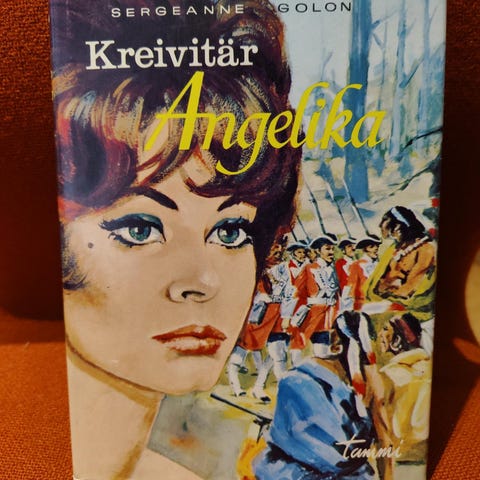 SERGEANNE GOLON
Kreivitär
Angelika
tammi